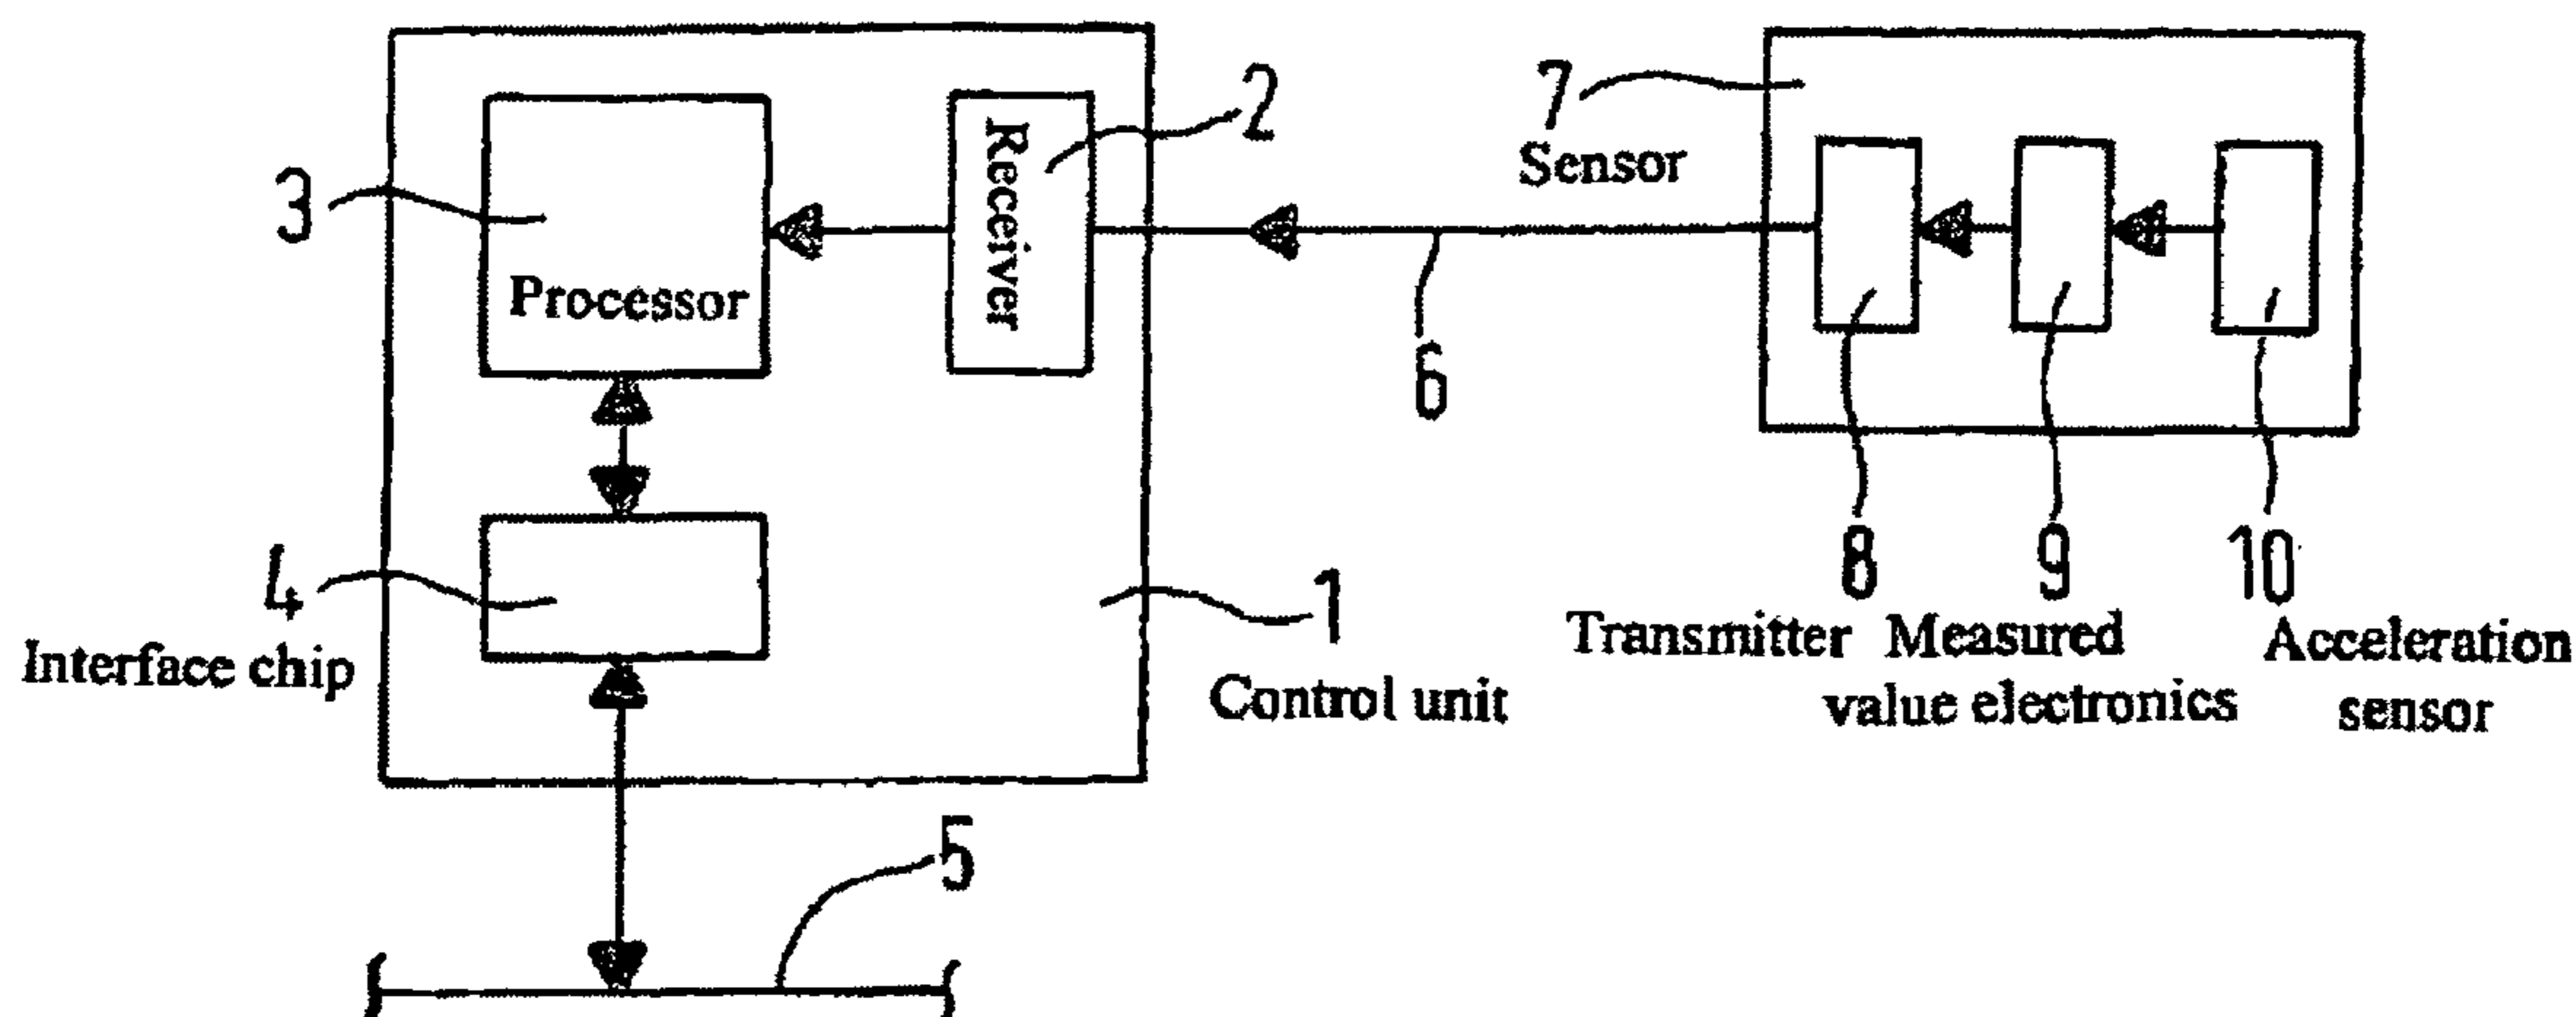 2
7
Sensor
3
Receiver
Processor
6
4
Interface chip
1
Control unit
8
Transmitter
9
Measured
value electronics
10
Acceleration
sensor
5